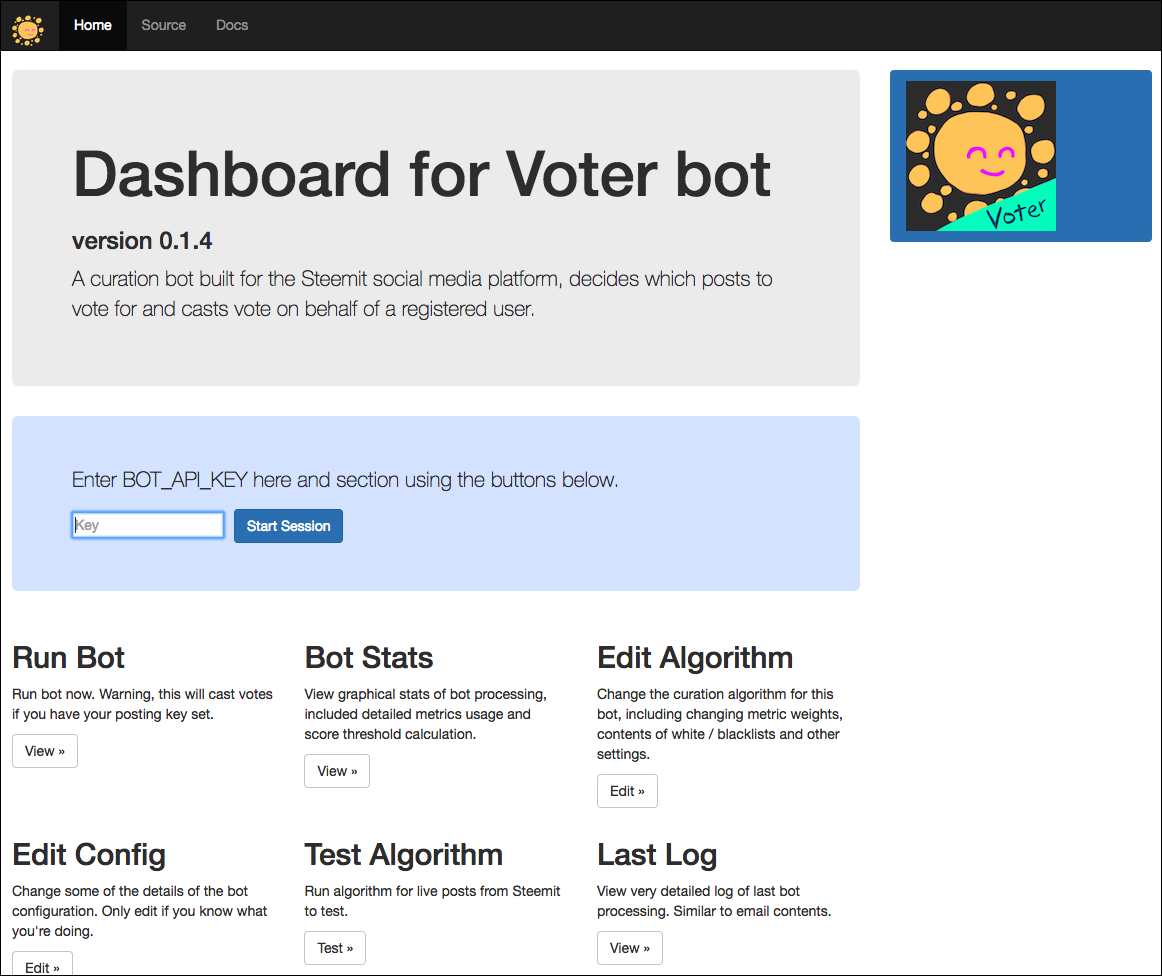 Home Source Docs
Dashboard for Voter bot
version 0.1.4
A curation bot built for the Steemit social media platform, decides which posts to
vote for and casts vote on behalf of a registered user.
Voter
Enter BOT_API_KEY here and section using the buttons below.
Key Start Session
Run Bot
Run bot now. Warning, this will cast votes
if you have your posting key set.
View »
Bot Stats
View graphical stats of bot processing,
included detailed metrics usage and
score threshold calculation.
View »
Edit Algorithm
Change the curation algorithm for this
bot, including changing metric weights,
contents of white / blacklists and other
settings.
Edit »
Edit Config
Change some of the details of the bot
configuration. Only edit if you know what
you're doing.
Edit »
Test Algorithm
Run algorithm for live posts from Steemit
to test.
Test »
Last Log
View very detailed log of last bot
processing. Similar to email contents.
View »